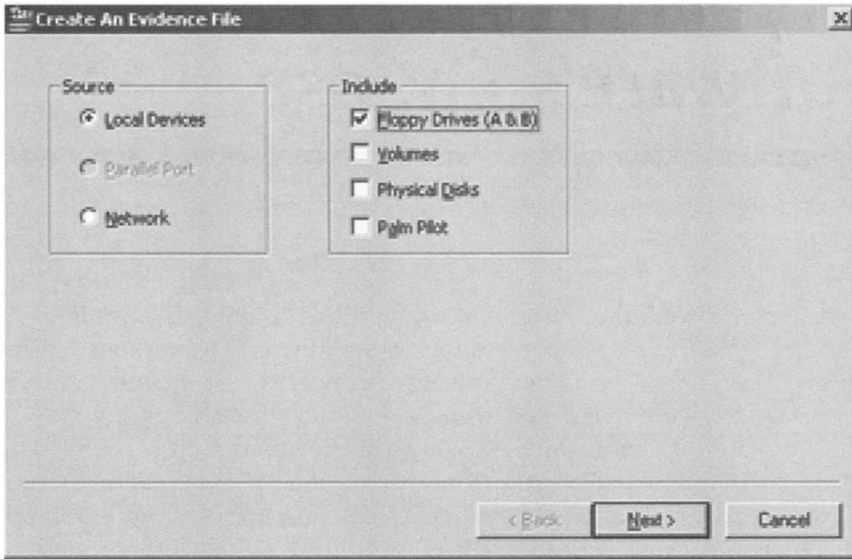 Create An Evidence File
Source
Local Devices
Parallel Port
Network
Include
Floppy Drives (A & B)
Volumes
Physical Disks
Palm Pilot
< Back
Next >
Cancel